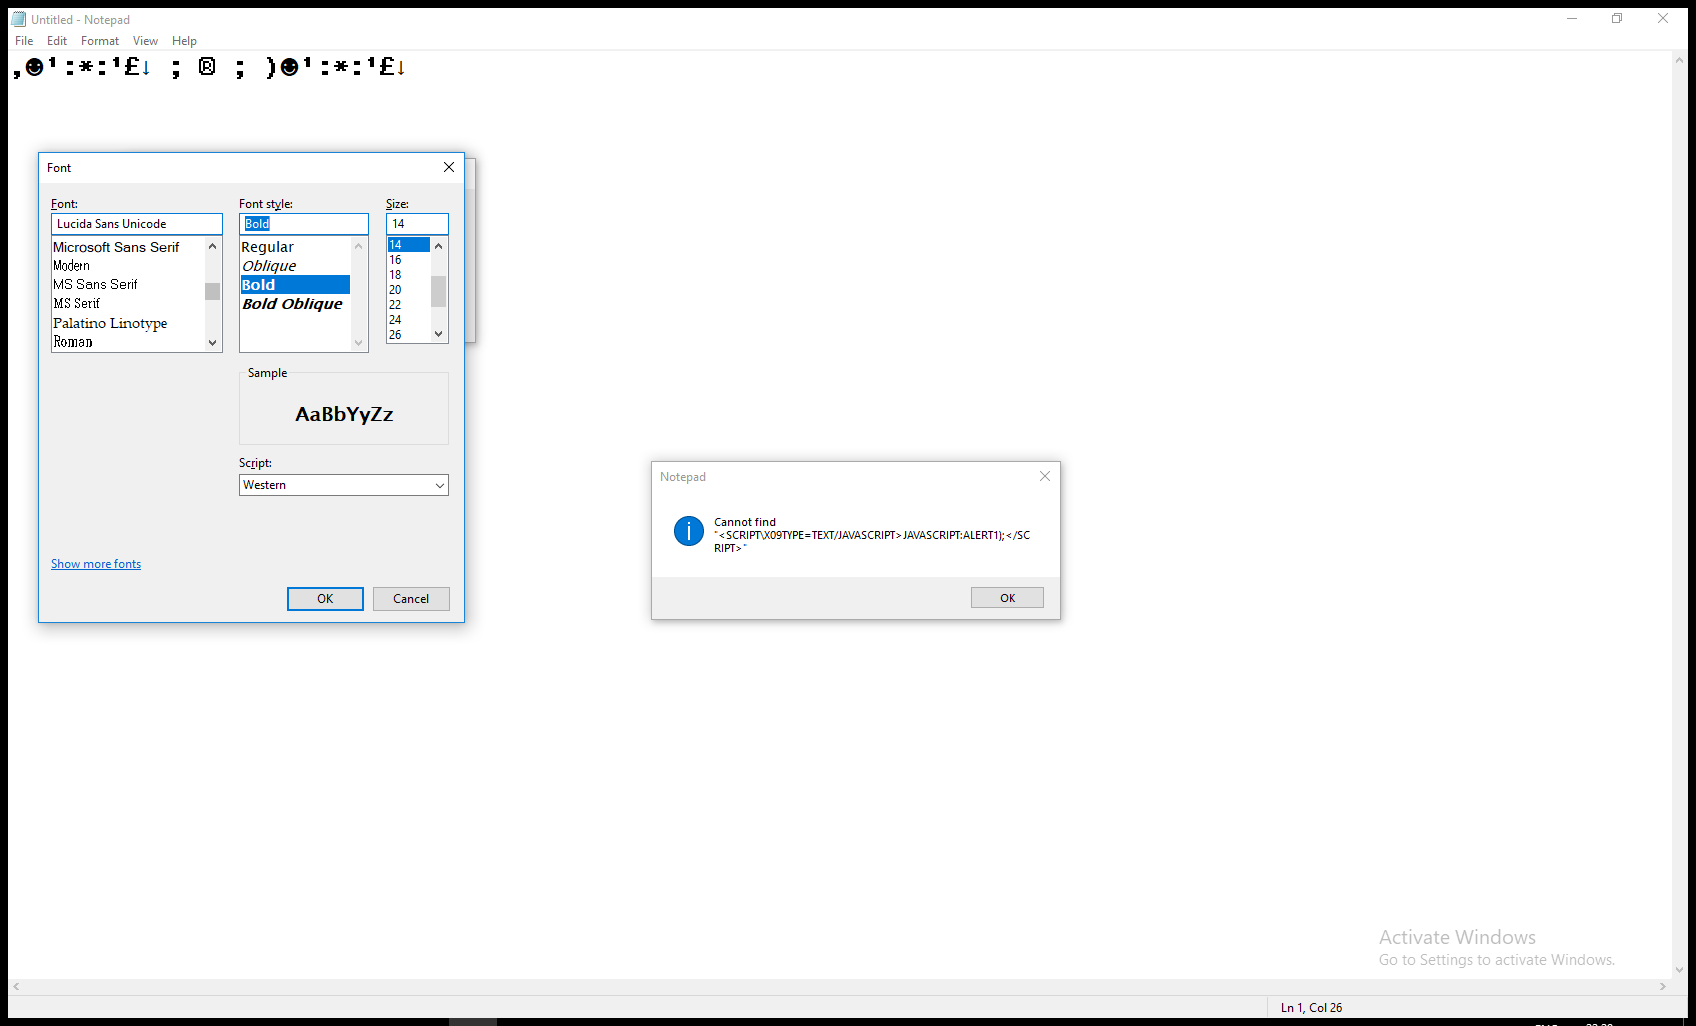 Untitled - Notepad
File Edit Format View Help
,☻¹:*:¹£↓ ; ® ; )☻¹:*:¹£↓
Font
Font: Font style: Size:
Lucida Sans Unicode Bold 14
Microsoft Sans Serif
Modern
MS Sans Serif
MS Serif
Palatino Linotype
Roman
Regular
Oblique
Bold
Bold Oblique
14
16
18
20
22
24
26
Sample
AaBbYyZz
Script:
Western
Show more fonts
OK Cancel
Notepad
Cannot find
"<SCRIPT\X09TYPE=TEXT/JAVASCRIPT>JAVASCRIPT:ALERT1);</SC
RIPT>"
OK
Activate Windows
Go to Settings to activate Windows.
Ln 1, Col 26